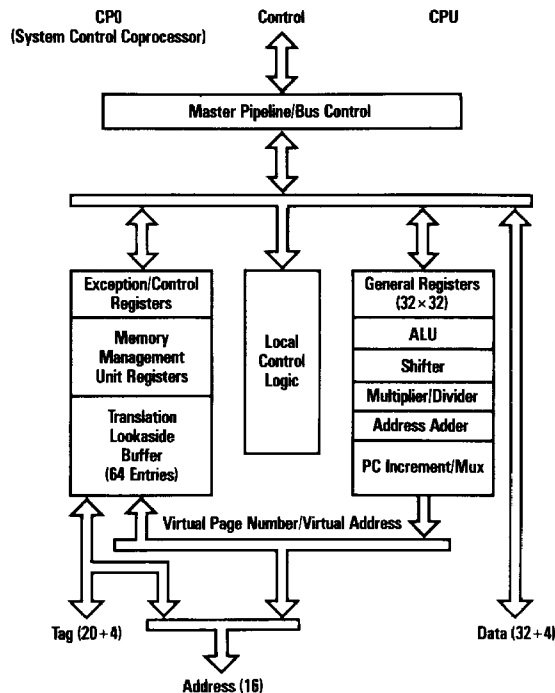 CP0
(System Control Coprocessor)
Control
CPU
Master Pipeline/Bus Control
Exception/Control
Registers
Memory
Management
Unit Registers
Translation
Lookaside
Buffer
(64 Entries)
Local
Control
Logic
General Registers
(32×32)
ALU
Shifter
Multiplier/Divider
Address Adder
PC Increment/Mux
Virtual Page Number/Virtual Address
Tag (20+4)
Data (32+4)
Address (16)